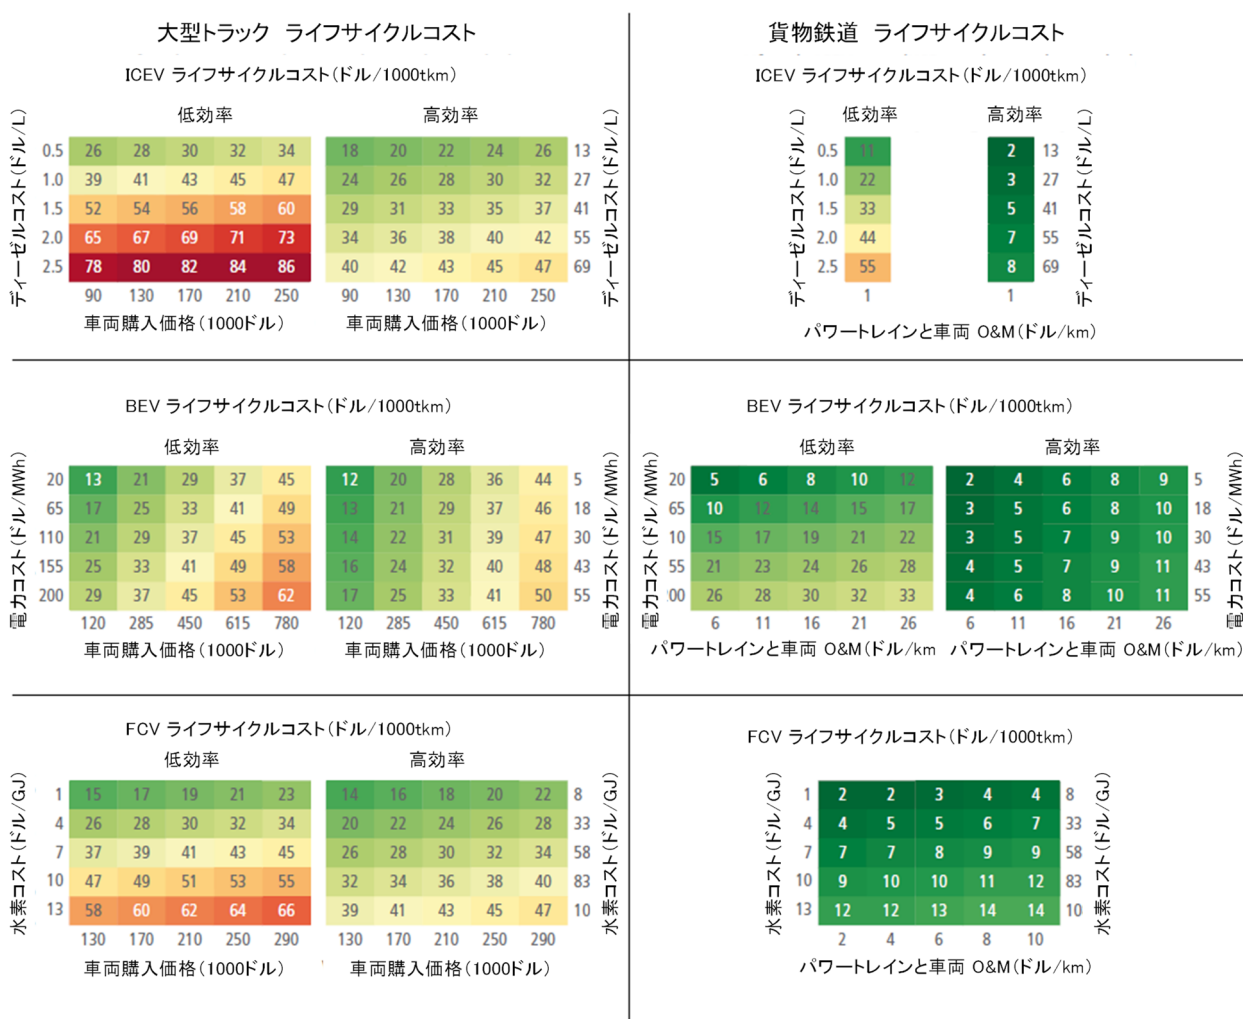 大型トラック ライフサイクルコスト
ICEV ライフサイクルコスト(ドル/1000tkm)
低効率 高効率
ディーゼルコスト(ドル/L)
0.5 26 28 30 32 34 18 20 22 24 26 13
1.0 39 41 43 45 47 24 26 28 30 32 27
1.5 52 54 56 58 60 29 31 33 35 37 41
2.0 65 67 69 71 73 34 36 38 40 42 55
2.5 78 80 82 84 86 40 42 43 45 47 69
ディーゼルコスト(ドル/L)
90 130 170 210 250 90 130 170 210 250
車両購入価格(1000ドル) 車両購入価格(1000ドル)
貨物鉄道 ライフサイクルコスト
ICEV ライフサイクルコスト(ドル/1000tkm)
低効率 高効率
ディーゼルコスト(ドル/L)
0.5 11 2 13
1.0 22 3 27
1.5 33 5 41
2.0 44 7 55
2.5 55 8 69
ディーゼルコスト(ドル/L)
1 1
パワートレインと車両 O&M(ドル/km)
BEV ライフサイクルコスト(ドル/1000tkm)
低効率 高効率
電力コスト(ドル/MWh)
20 13 21 29 37 45 12 20 28 36 44 5
65 17 25 33 41 49 13 21 29 37 46 18
110 21 29 37 45 53 14 22 31 39 47 30
155 25 33 41 49 58 16 24 32 40 48 43
200 29 37 45 53 62 17 25 33 41 50 55
電力コスト(ドル/MWh)
120 285 450 615 780 120 285 450 615 780
車両購入価格(1000ドル) 車両購入価格(1000ドル)
BEV ライフサイクルコスト(ドル/1000tkm)
低効率 高効率
電力コスト(ドル/MWh)
20 5 6 8 10 12 2 4 6 8 9 5
65 10 12 14 15 17 3 5 6 8 10 18
10 15 17 19 21 22 3 5 7 9 10 30
55 21 23 24 26 28 4 5 7 9 11 43
00 26 28 30 32 33 4 6 8 10 11 55
電力コスト(ドル/MWh)
6 11 16 21 26 6 11 16 21 26
パワートレインと車両 O&M(ドル/km パワートレインと車両 O&M(ドル/km)
FCV ライフサイクルコスト(ドル/1000tkm)
低効率 高効率
水素コスト(ドル/GJ)
1 15 17 19 21 23 14 16 18 20 22 8
4 26 28 30 32 34 20 22 24 26 28 33
7 37 39 41 43 45 26 28 30 32 34 58
10 47 49 51 53 55 32 34 36 38 40 83
13 58 60 62 64 66 39 41 43 45 47 10
水素コスト(ドル/GJ)
130 170 210 250 290 130 170 210 250 290
車両購入価格(1000ドル) 車両購入価格(1000ドル)
FCV ライフサイクルコスト(ドル/1000tkm)
水素コスト(ドル/GJ)
1 2 2 3 4 4 8
4 4 5 5 6 7 33
7 7 7 8 9 9 58
10 9 10 10 11 12 83
13 12 12 13 14 14 10
水素コスト(ドル/GJ)
2 4 6 8 10
パワートレインと車両 O&M(ドル/km)